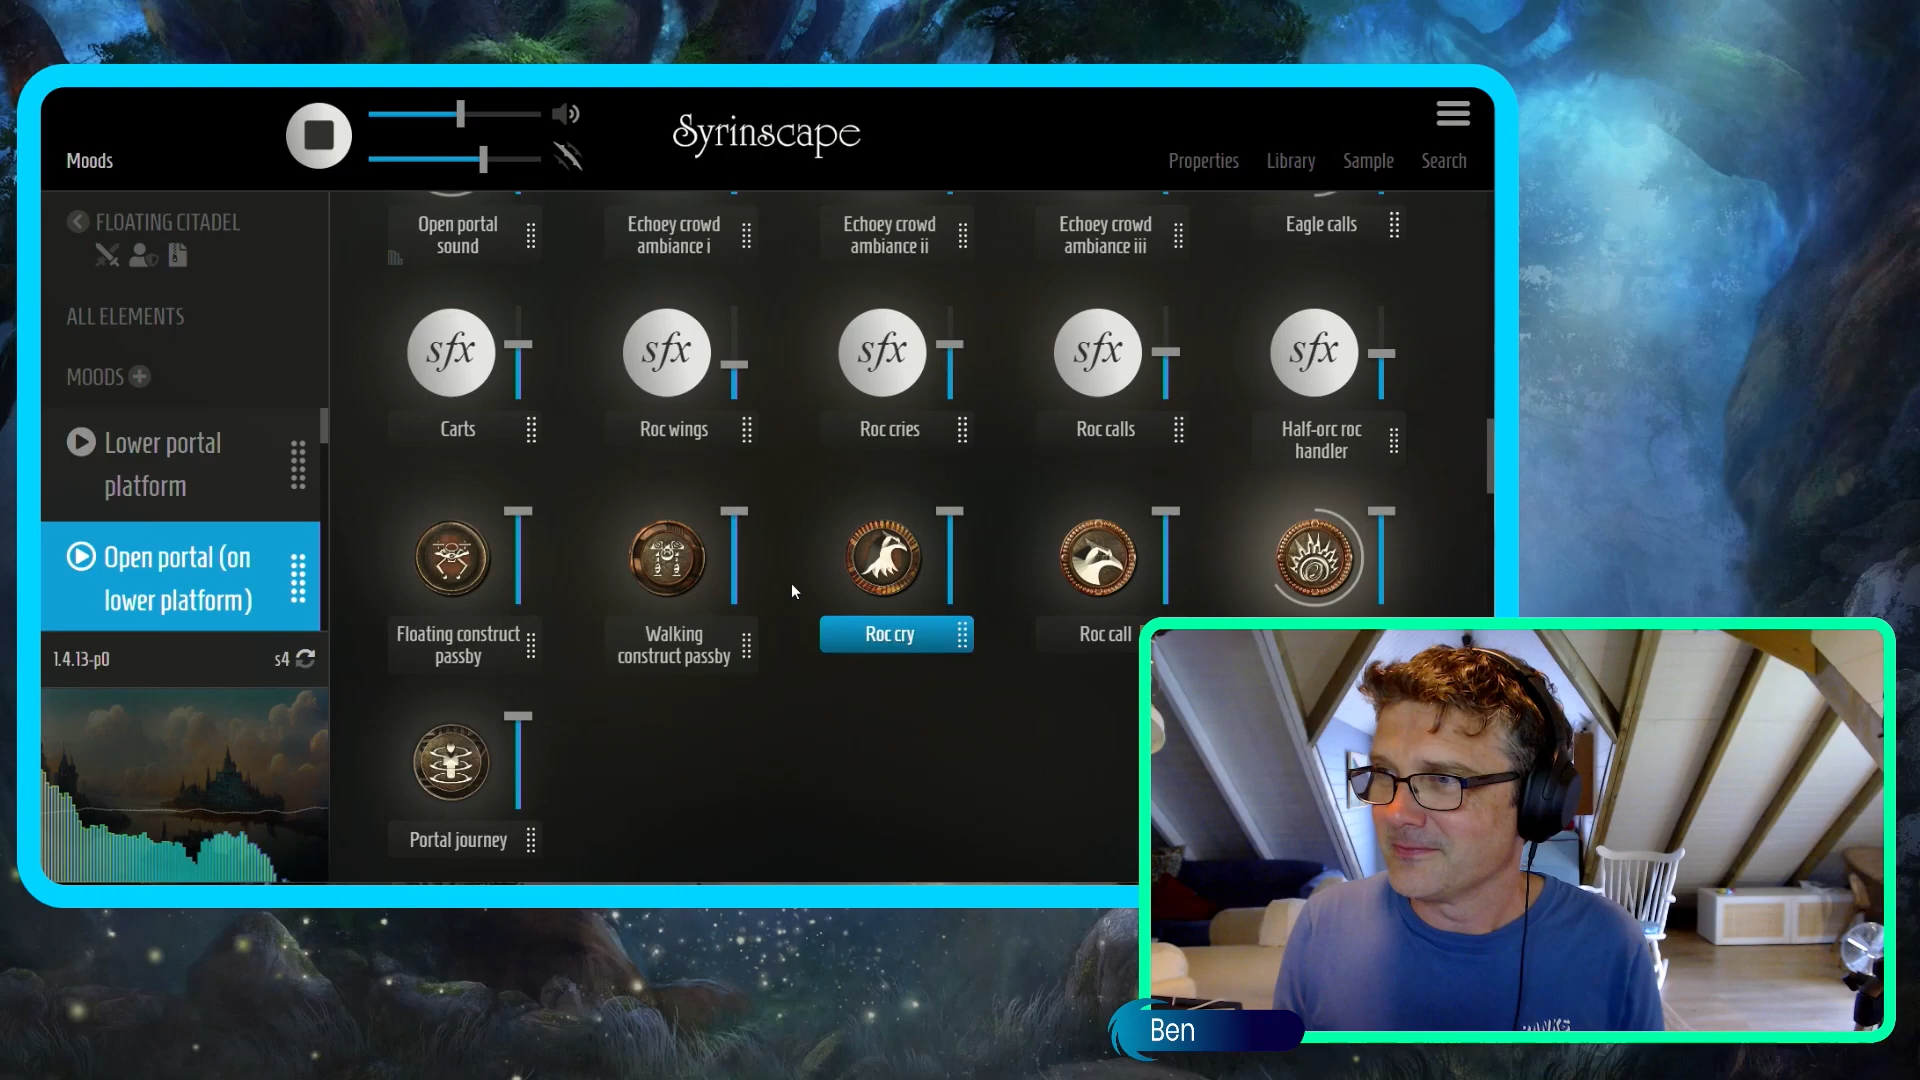 Moods
Syrinscape
Properties
Library
Sample
Search
FLOATING CITADEL
ALL ELEMENTS
MOODS
Lower portal
platform
Open portal (on
lower platform)
1.4.13-p0
s4
Open portal
sound
Echoey crowd
ambiance i
Echoey crowd
ambiance ii
Echoey crowd
ambiance iii
Eagle calls
sfx
sfx
sfx
sfx
sfx
Carts
Roc wings
Roc cries
Roc calls
Half-orc roc
handler
Floating construct
passby
Walking
construct passby
Roc cry
Roc call
Portal journey
Ben